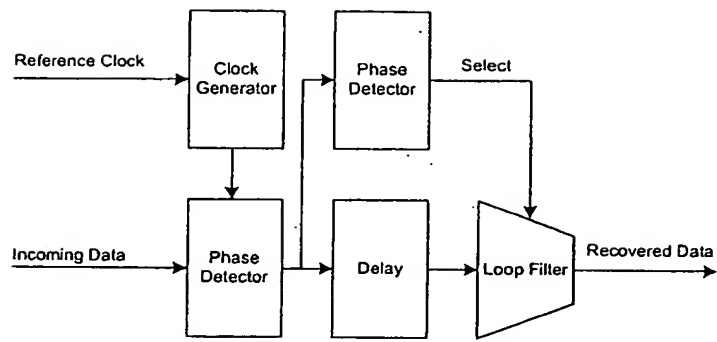 Reference Clock
Clock
Generator
Phase
Detector
Select
Incoming Data
Phase
Detector
Delay
Loop Filter
Recovered Data